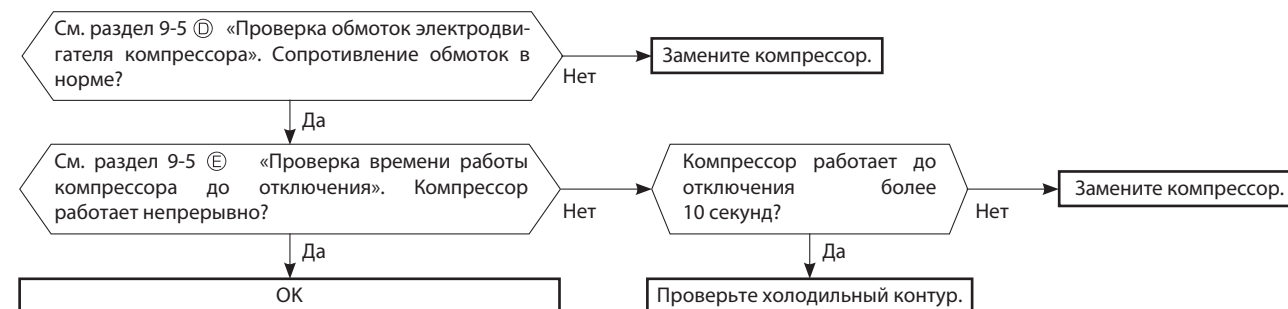 См. раздел 9-5 Ⓓ «Проверка обмоток электродви-
гателя компрессора». Сопротивление обмоток в
норме?
Нет
Замените компрессор.
Да
См. раздел 9-5 Ⓔ «Проверка времени работы
компрессора до отключения». Компрессор
работает непрерывно?
Нет
Компрессор работает до
отключения более
10 секунд?
Нет
Замените компрессор.
Да
Да
OK
Проверьте холодильный контур.